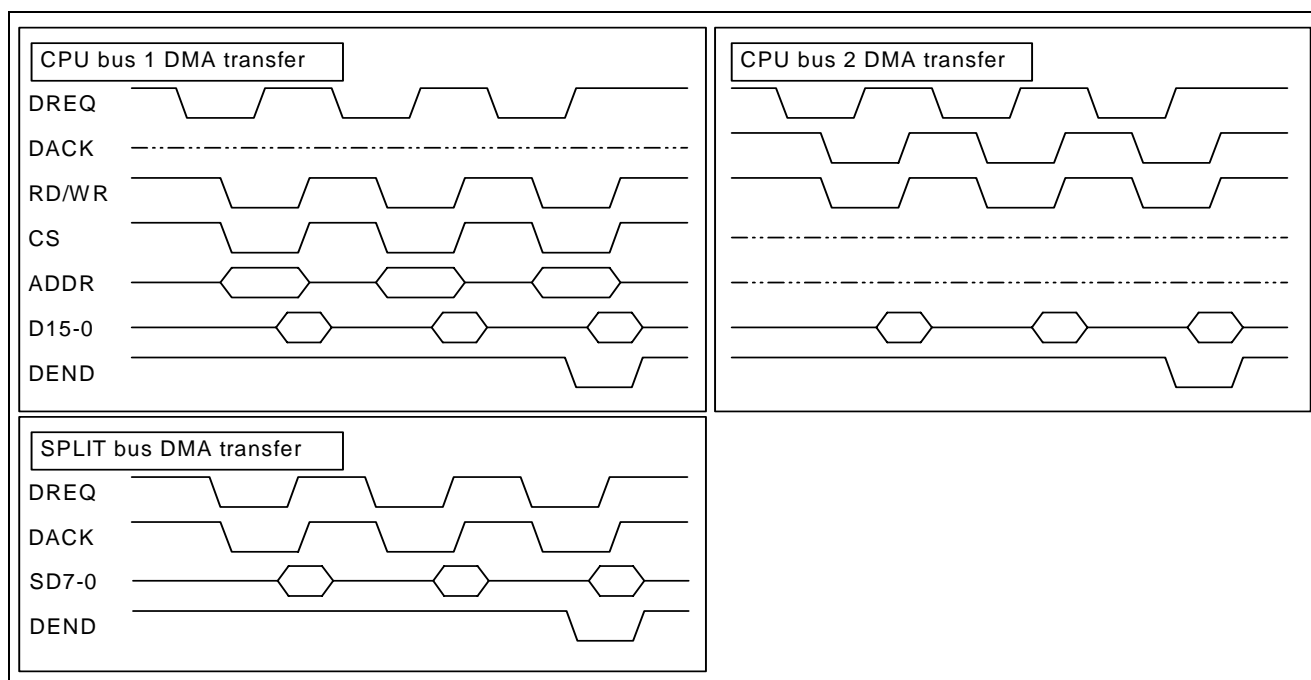 CPU bus 1 DMA transfer
DREQ
DACK
RD/WR
CS
ADDR
D15-0
DEND
CPU bus 2 DMA transfer
SPLIT bus DMA transfer
DREQ
DACK
SD7-0
DEND